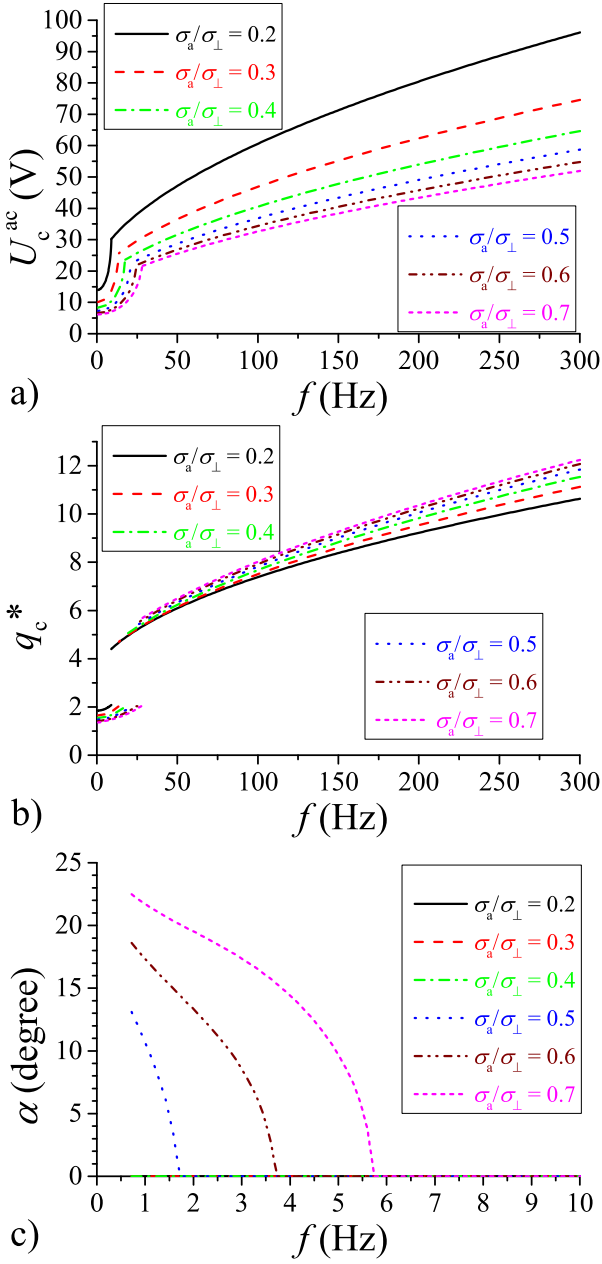 100
90
80
70
60
50
40
30
20
10
0
U_c^ac (V)
σ_a/σ_⊥ = 0.2
σ_a/σ_⊥ = 0.3
σ_a/σ_⊥ = 0.4
σ_a/σ_⊥ = 0.5
σ_a/σ_⊥ = 0.6
σ_a/σ_⊥ = 0.7
0 50 100 150 200 250 300
a) f (Hz)
12
10
8
6
4
2
0
q_c*
σ_a/σ_⊥ = 0.2
σ_a/σ_⊥ = 0.3
σ_a/σ_⊥ = 0.4
σ_a/σ_⊥ = 0.5
σ_a/σ_⊥ = 0.6
σ_a/σ_⊥ = 0.7
0 50 100 150 200 250 300
b) f (Hz)
25
20
15
10
5
0
α (degree)
σ_a/σ_⊥ = 0.2
σ_a/σ_⊥ = 0.3
σ_a/σ_⊥ = 0.4
σ_a/σ_⊥ = 0.5
σ_a/σ_⊥ = 0.6
σ_a/σ_⊥ = 0.7
0 1 2 3 4 5 6 7 8 9 10
c) f (Hz)